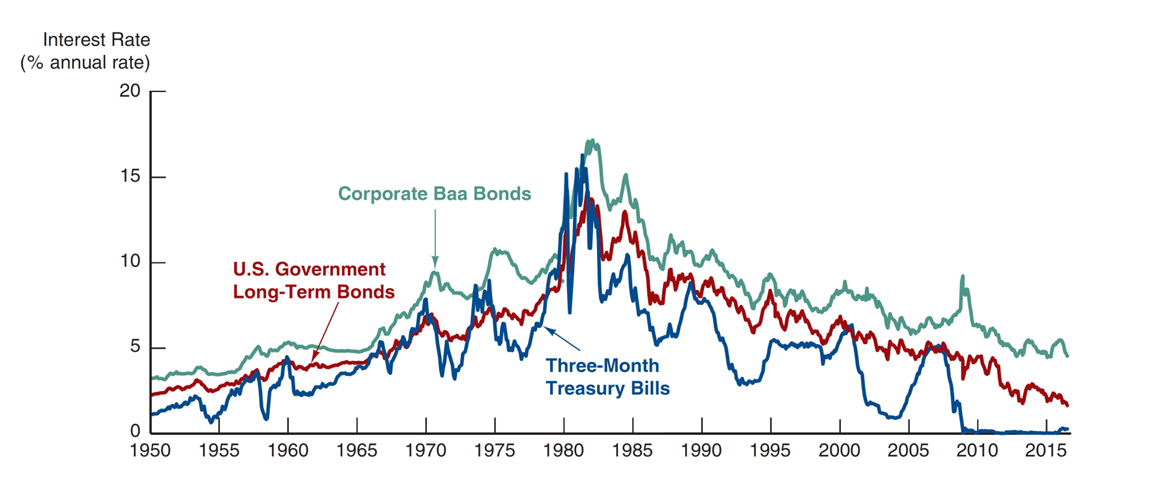 Interest Rate
(% annual rate)
20
15
10
5
0
Corporate Baa Bonds
U.S. Government
Long-Term Bonds
Three-Month
Treasury Bills
1950 1955 1960 1965 1970 1975 1980 1985 1990 1995 2000 2005 2010 2015